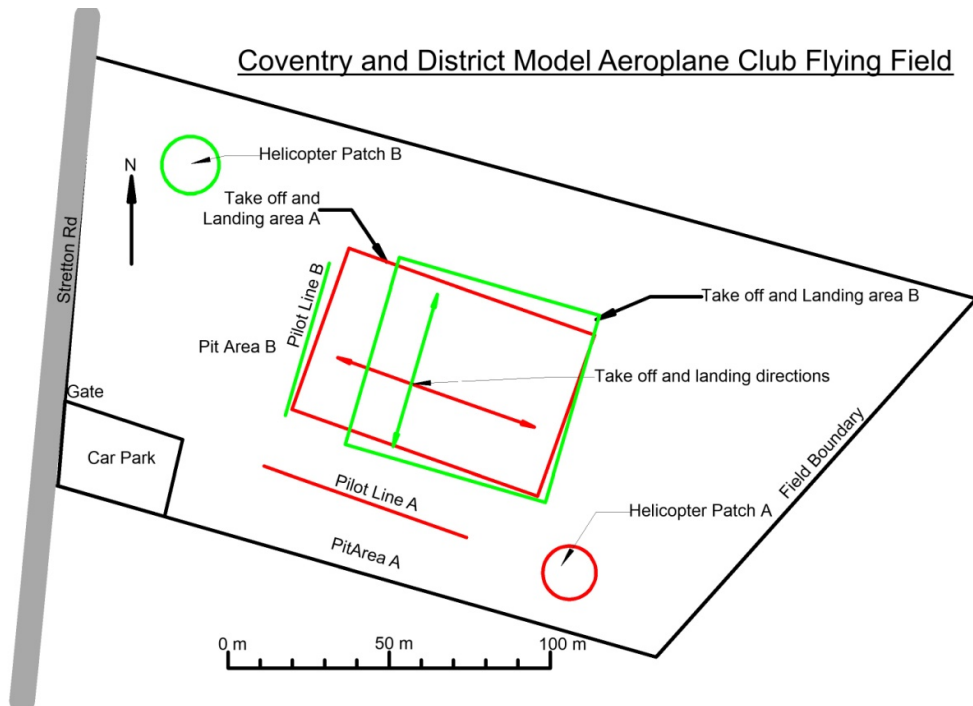 Coventry and District Model Aeroplane Club Flying Field
Helicopter Patch B
N
Take off and
Landing area A
Stretton Rd
Pilot Line B
Take off and Landing area B
Pit Area B
Take off and landing directions
Gate
Car Park
Field Boundary
Pilot Line A
Helicopter Patch A
PitArea A
0 m
50 m
100 m